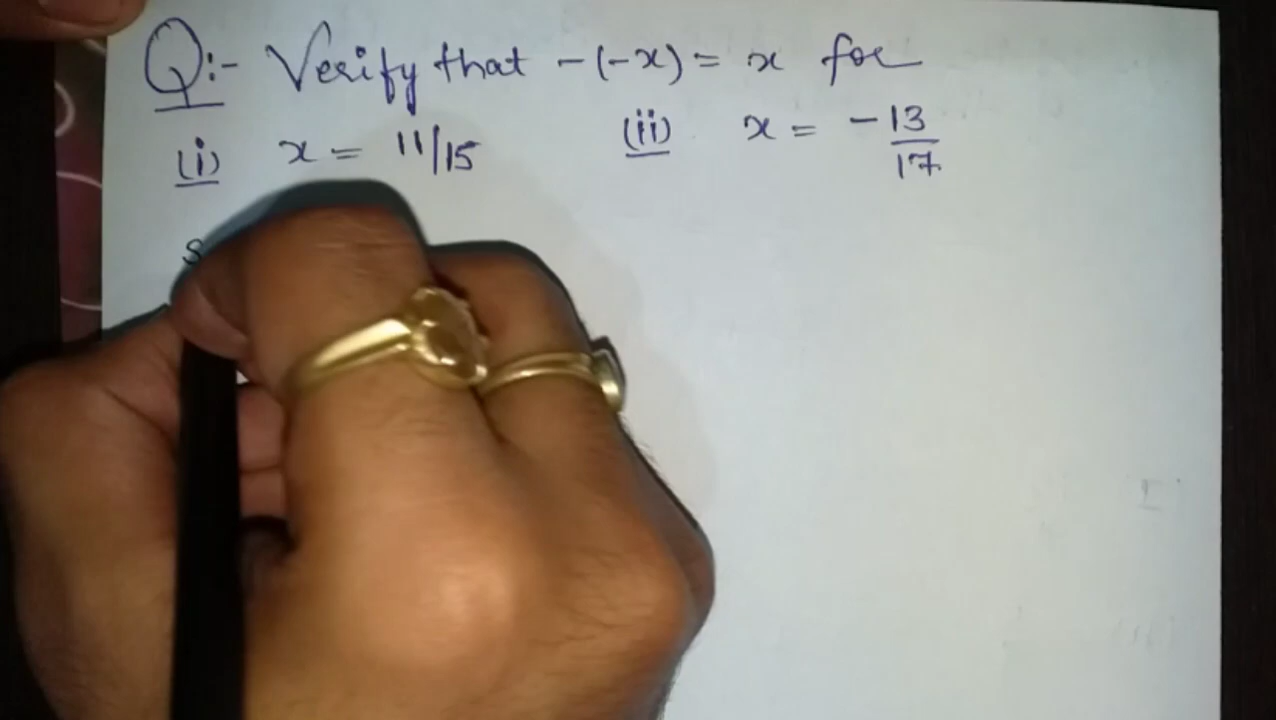 Q:- Verify that -(-x) = x for
(i) x = 11/15 (ii) x = -13/17
S